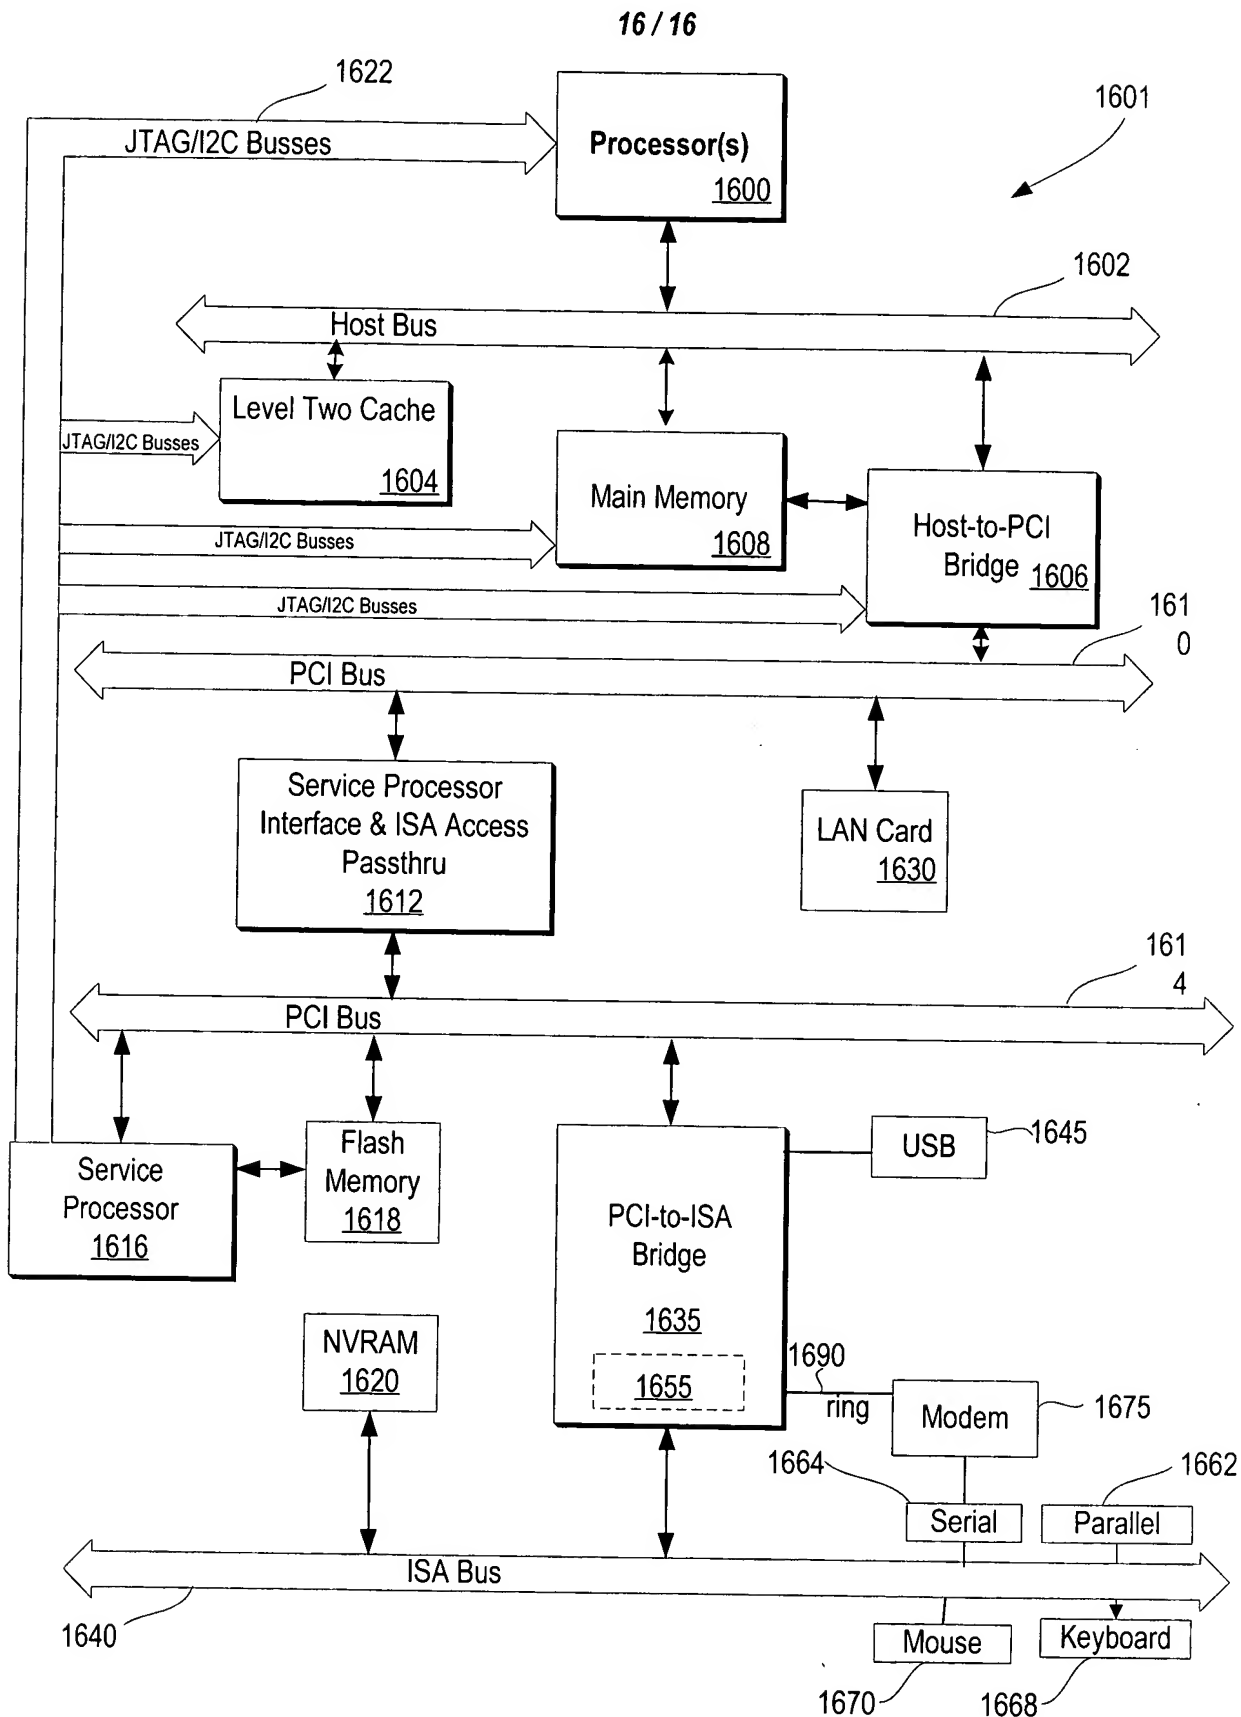 16 / 16
1622
JTAG/I2C Busses
Processor(s)
1600
1601
1602
Host Bus
Level Two Cache
1604
JTAG/I2C Busses
Main Memory
1608
Host-to-PCI
Bridge 1606
JTAG/I2C Busses
JTAG/I2C Busses
161
0
PCI Bus
Service Processor
Interface & ISA Access
Passthru
1612
LAN Card
1630
161
4
PCI Bus
Service
Processor
1616
Flash
Memory
1618
PCI-to-ISA
Bridge
1635
1655
USB
1645
NVRAM
1620
1690
ring
Modem
1675
1664
1662
Serial
Parallel
ISA Bus
1640
Mouse
Keyboard
1670
1668